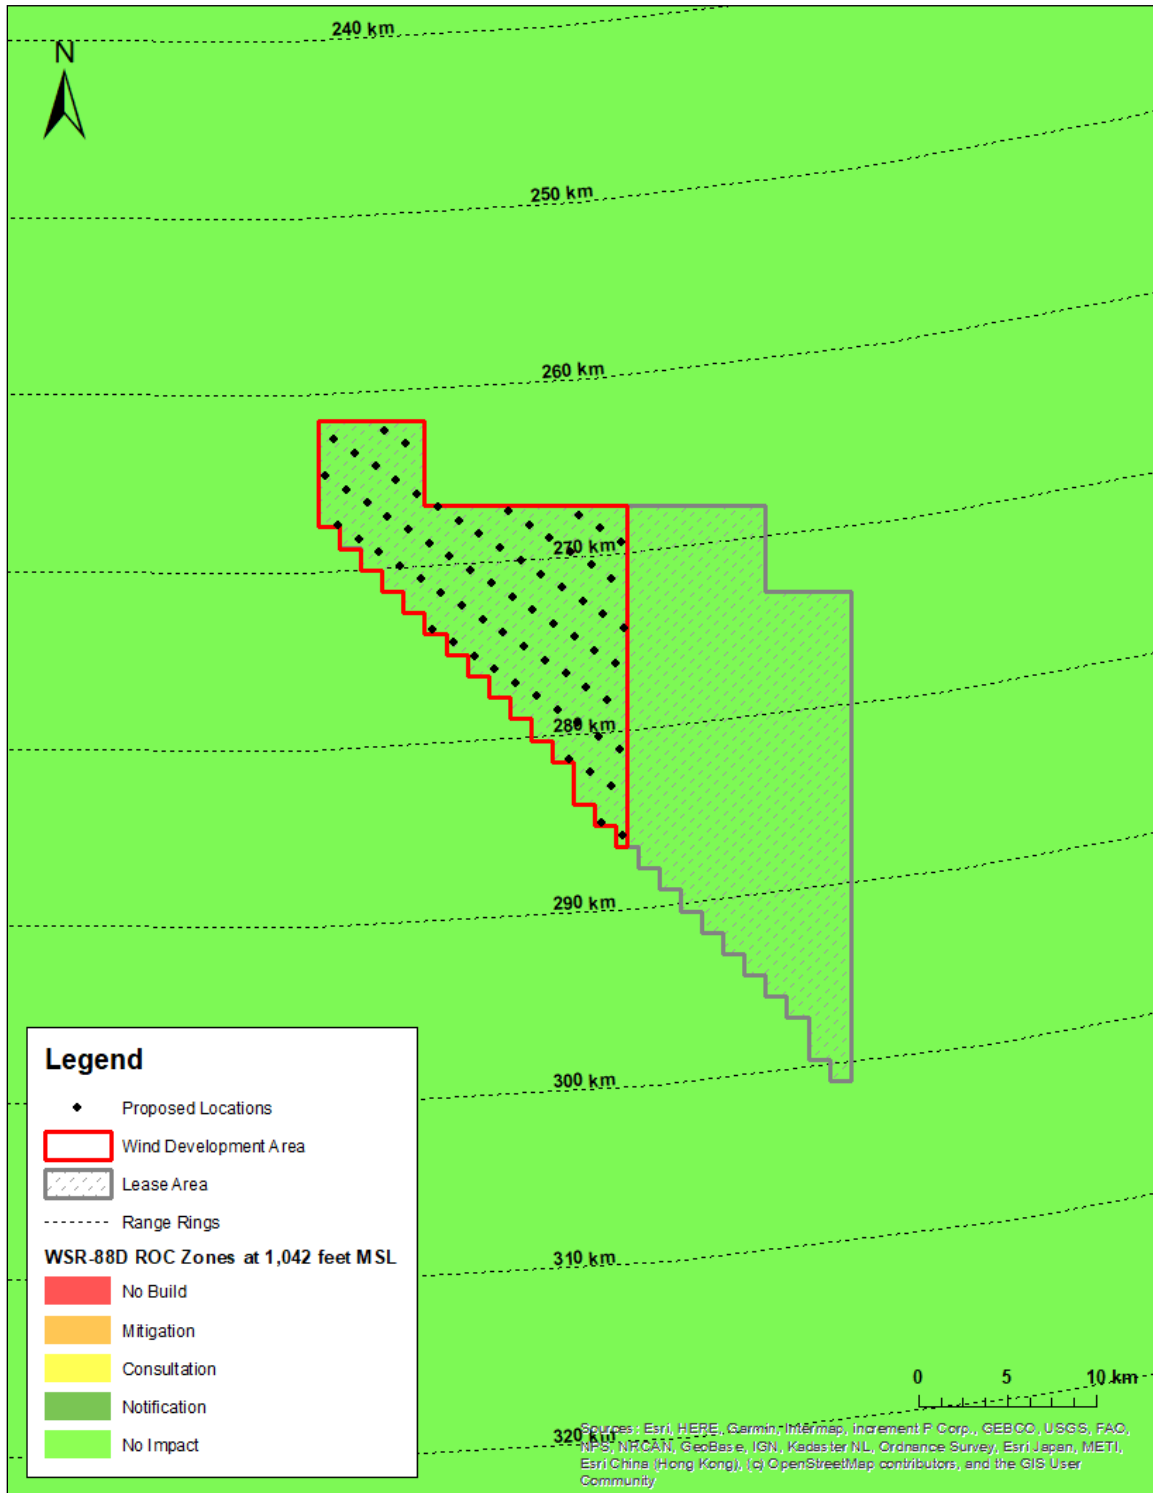 240 km
N
250 km
260 km
270 km
280 km
290 km
300 km
310 km
320 km
Legend
Proposed Locations
Wind Development Area
Lease Area
Range Rings
WSR-88D ROC Zones at 1,042 feet MSL
No Build
Mitigation
Consultation
Notification
No Impact
0 5 10 km
Sources: Esri, HERE, Garmin, Intermap, increment P Corp., GEBCO, USGS, FAO,
NPS, NRCAN, GeoBase, IGN, Kadaster NL, Ordnance Survey, Esri Japan, METI,
Esri China (Hong Kong), (c) OpenStreetMap contributors, and the GIS User
Community